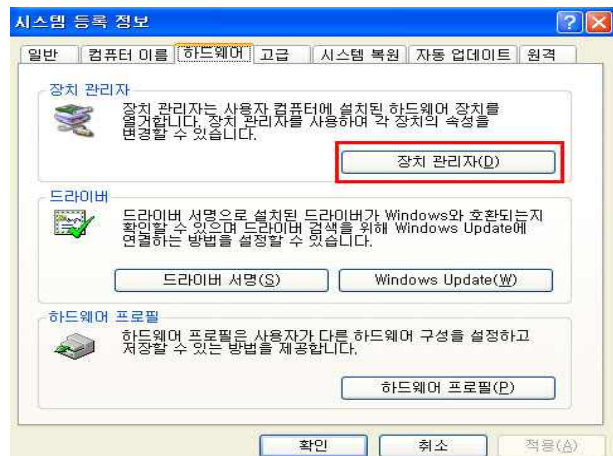 시스템 등록 정보
일반 컴퓨터 이름 하드웨어 고급 시스템 복원 자동 업데이트 원격
장치 관리자
장치 관리자는 사용자 컴퓨터에 설치된 하드웨어 장치를
열거합니다. 장치 관리자를 사용하여 각 장치의 속성을
변경할 수 있습니다.
장치 관리자(D)
드라이버
드라이버 서명으로 설치된 드라이버가 Windows와 호환되는지
확인할 수 있으며 드라이버 검색을 위해 Windows Update에
연결하는 방법을 설정할 수 있습니다.
드라이버 서명(S) Windows Update(W)
하드웨어 프로필
하드웨어 프로필은 사용자가 다른 하드웨어 구성을 설정하고
저장할 수 있는 방법을 제공합니다.
하드웨어 프로필(P)
확인 취소 적용(A)